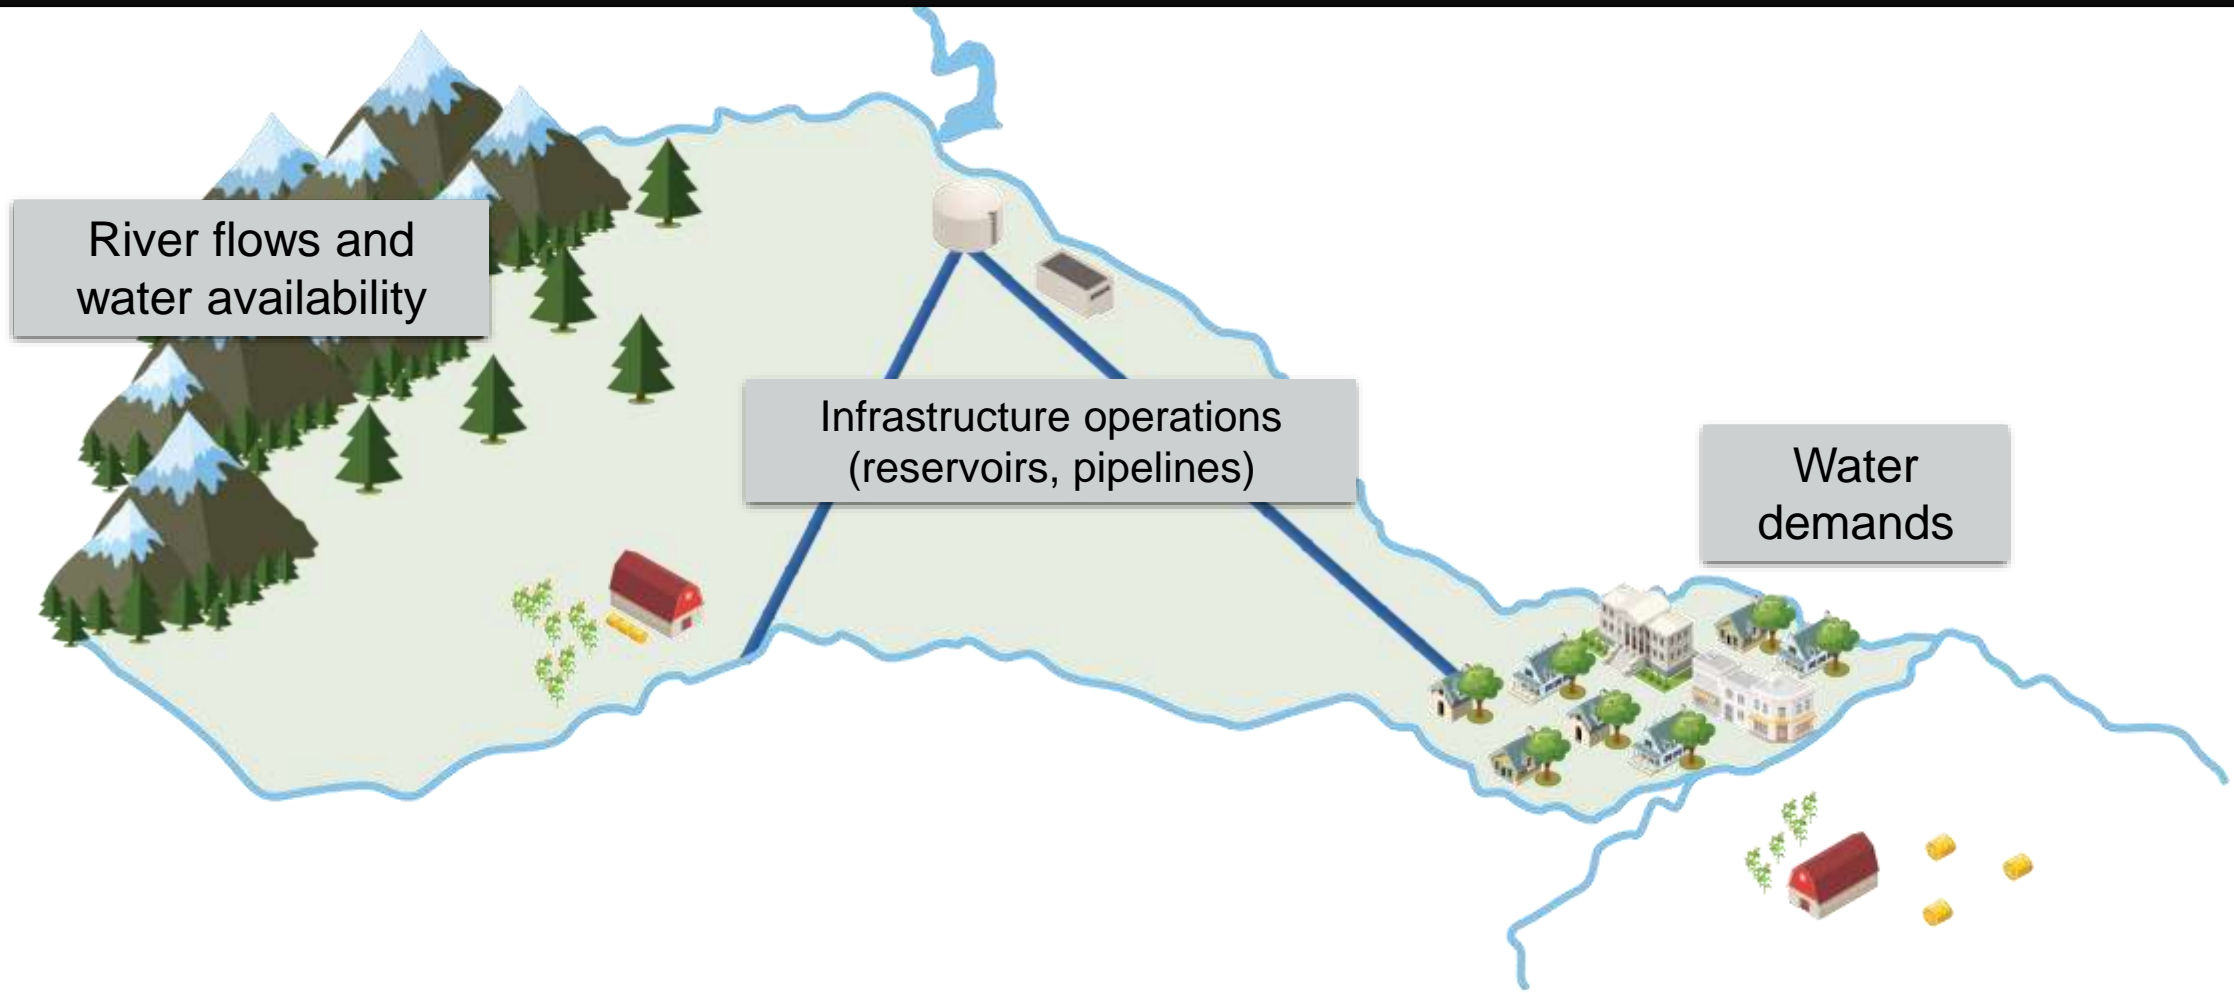 River flows and
water availability
Infrastructure operations
(reservoirs, pipelines)
Water
demands